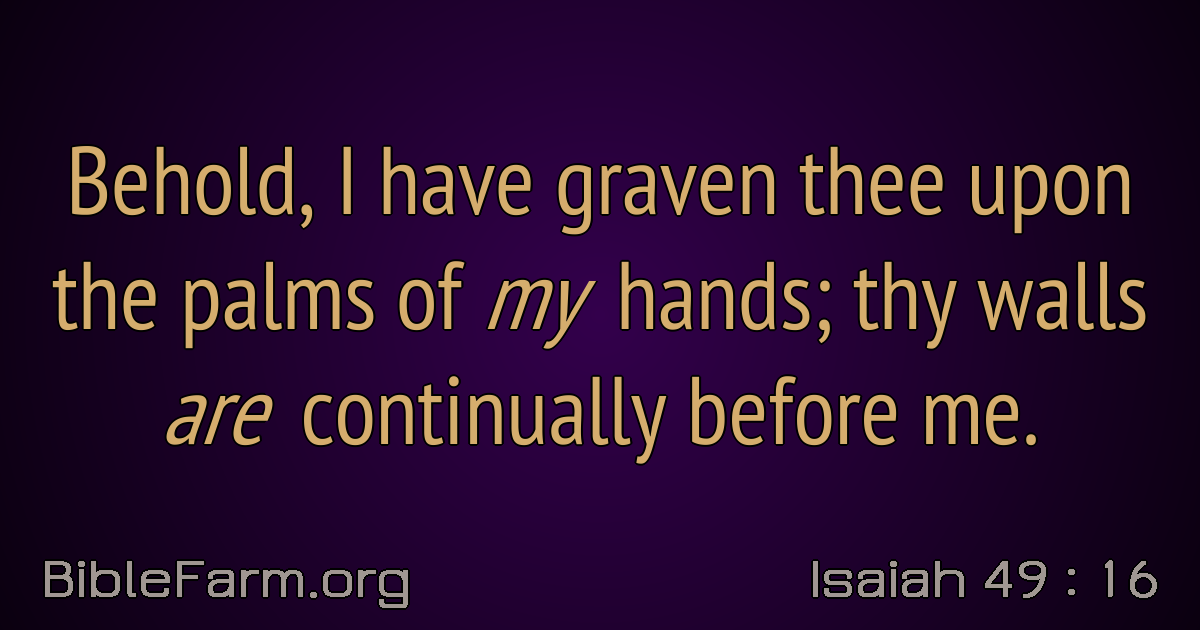 Behold, I have graven thee upon
the palms of my hands; thy walls
are continually before me.
BibleFarm.org
Isaiah 49 : 16